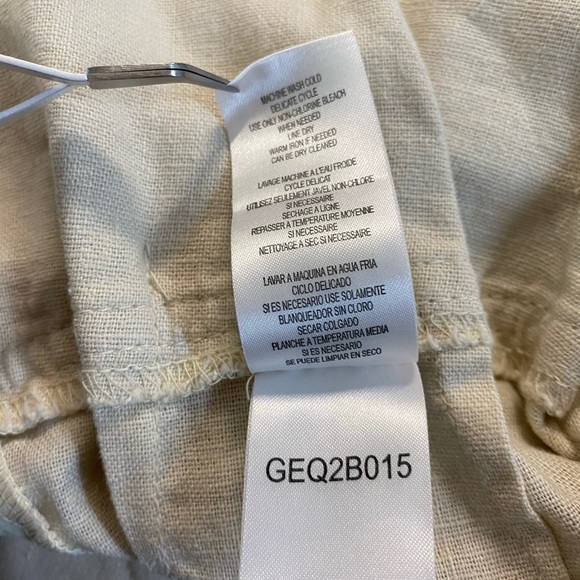 MACHINE WASH COLD
DELICATE CYCLE
USE ONLY NON-CHLORINE BLEACH
WHEN NEEDED
LINE DRY
WARM IRON IF NEEDED
CAN BE DRY CLEANED
LAVAGE MACHINE A L'EAU FROIDE
CYCLE DELICAT
UTILISEZ SEULEMENT JAVEL NON-CHLORE
SI NECESSAIRE
SECHAGE A LIGNE
REPASSER A TEMPERATURE MOYENNE
SI NECESSAIRE
NETTOYAGE A SEC SI NECESSAIRE
LAVAR A MAQUINA EN AGUA FRIA
CICLO DELICADO
SI ES NECESARIO USE SOLAMENTE
BLANQUEADOR SIN CLORO
SECAR COLGADO
PLANCHE A TEMPERATURA MEDIA
SI ES NECESARIO
SE PUEDE LIMPIAR EN SECO
GEQ2B015